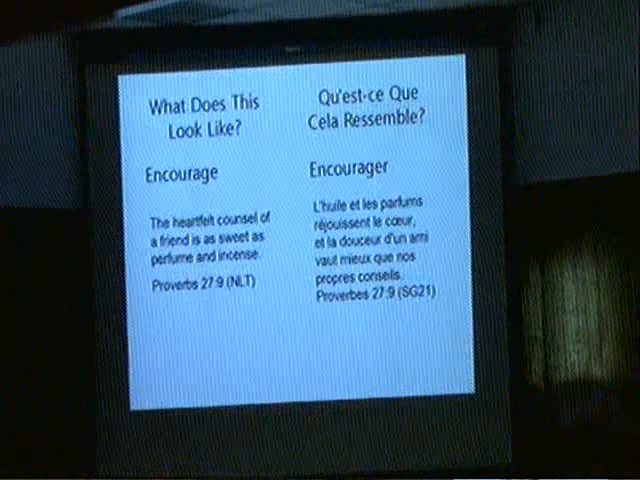 What Does This
Look Like?
Encourage
The heartfelt counsel of
a friend is as sweet as
perfume and incense.
Proverbs 27:9 (NLT)
Qu'est-ce Que
Cela Ressemble?
Encourager
L'huile et les parfums
réjouissent le cœur,
et la douceur d'un ami
vaut mieux que nos
propres conseils.
Proverbes 27:9 (SG21)